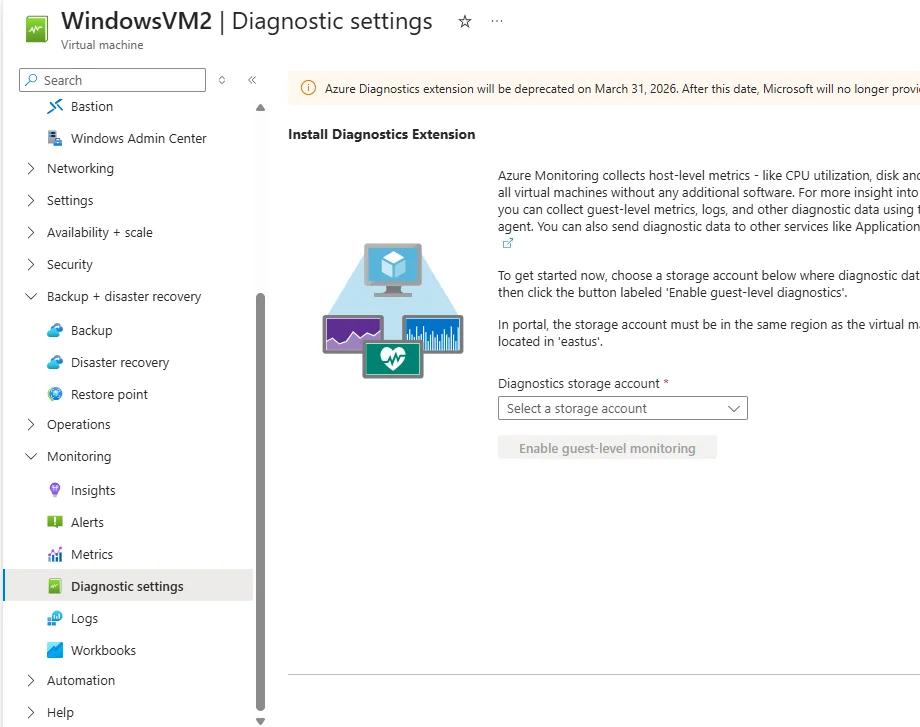 WindowsVM2 | Diagnostic settings
Virtual machine
Search
Bastion
Windows Admin Center
Networking
Settings
Availability + scale
Security
Backup + disaster recovery
Backup
Disaster recovery
Restore point
Operations
Monitoring
Insights
Alerts
Metrics
Diagnostic settings
Logs
Workbooks
Automation
Help
Azure Diagnostics extension will be deprecated on March 31, 2026. After this date, Microsoft will no longer provi
Install Diagnostics Extension
Azure Monitoring collects host-level metrics - like CPU utilization, disk and
all virtual machines without any additional software. For more insight into
you can collect guest-level metrics, logs, and other diagnostic data using t
agent. You can also send diagnostic data to other services like Application
To get started now, choose a storage account below where diagnostic dat
then click the button labeled 'Enable guest-level diagnostics'.
In portal, the storage account must be in the same region as the virtual ma
located in 'eastus'.
Diagnostics storage account *
Select a storage account
Enable guest-level monitoring